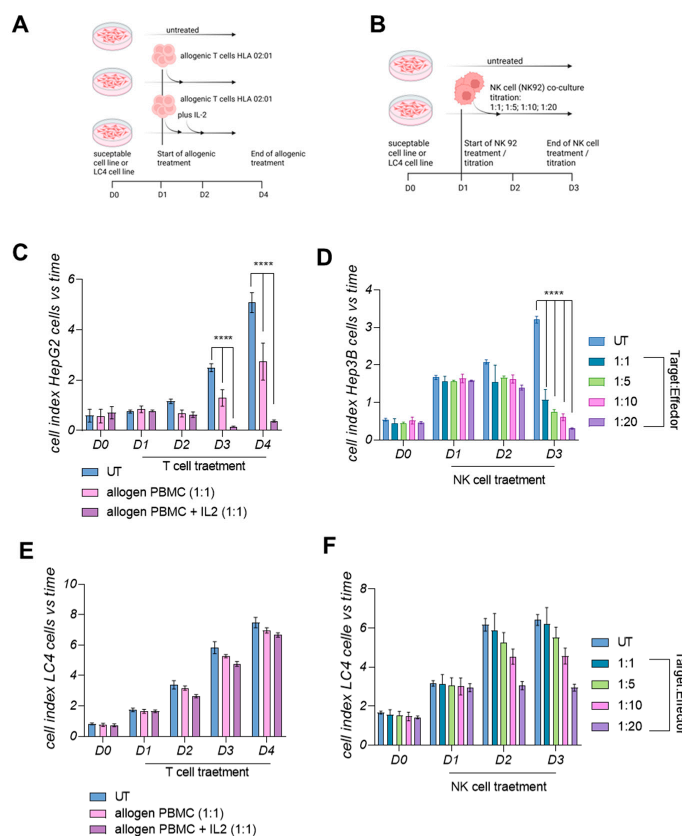 A
untreated
allogenic T cells HLA 02:01
allogenic T cells HLA 02:01
plus IL-2
suceptable
cell line or
LC4 cell line
Start of allogenic
treatment
End of allogenic
treatment
D0
D1
D2
D4
B
untreated
NK cell (NK92) co-culture
titration:
1:1; 1:5; 1:10; 1:20
suceptable
cell line or
LC4 cell line
Start of NK 92
treatment /
titration
End of NK cell
treatment /
titration
D0
D1
D2
D3
C
cell index HepG2 cells vs time
6
4
2
0
****
****
D0
D1
D2
D3
D4
T cell traetment
UT
allogen PBMC (1:1)
allogen PBMC + IL2 (1:1)
D
cell index Hep3B cells vs time
4
3
2
1
0
****
D0
D1
D2
D3
NK cell traetment
UT
1:1
1:5
1:10
1:20
Target:Effedor
E
cell index LC4 cells vs time
10
8
6
4
2
0
D0
D1
D2
D3
D4
T cell traetment
UT
allogen PBMC (1:1)
allogen PBMC + IL2 (1:1)
F
cell index LC4 celle vs time
8
6
4
2
0
D0
D1
D2
D3
NK cell traetment
UT
1:1
1:5
1:10
1:20
Target:Effedor